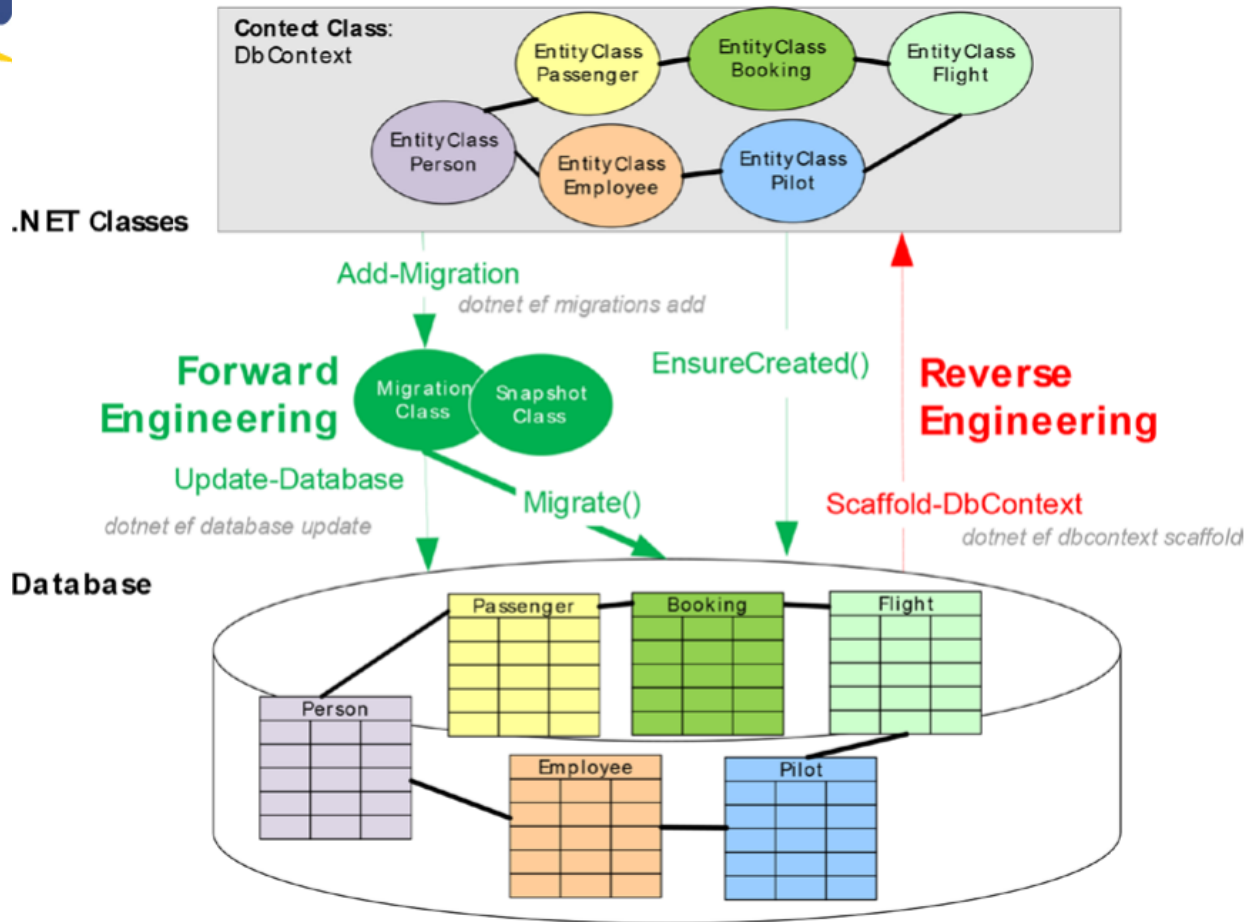 Contect Class:
DbContext
EntityClass
Passenger
EntityClass
Booking
EntityClass
Flight
EntityClass
Person
EntityClass
Employee
EntityClass
Pilot
.NET Classes
Add-Migration
dotnet ef migrations add
Forward
Engineering
Migration
Class
Snapshot
Class
EnsureCreated()
Reverse
Engineering
Update-Database
dotnet ef database update
Migrate()
Scaffold-DbContext
dotnet ef dbcontext scaffold
Database
Passenger
Booking
Flight
Person
Employee
Pilot